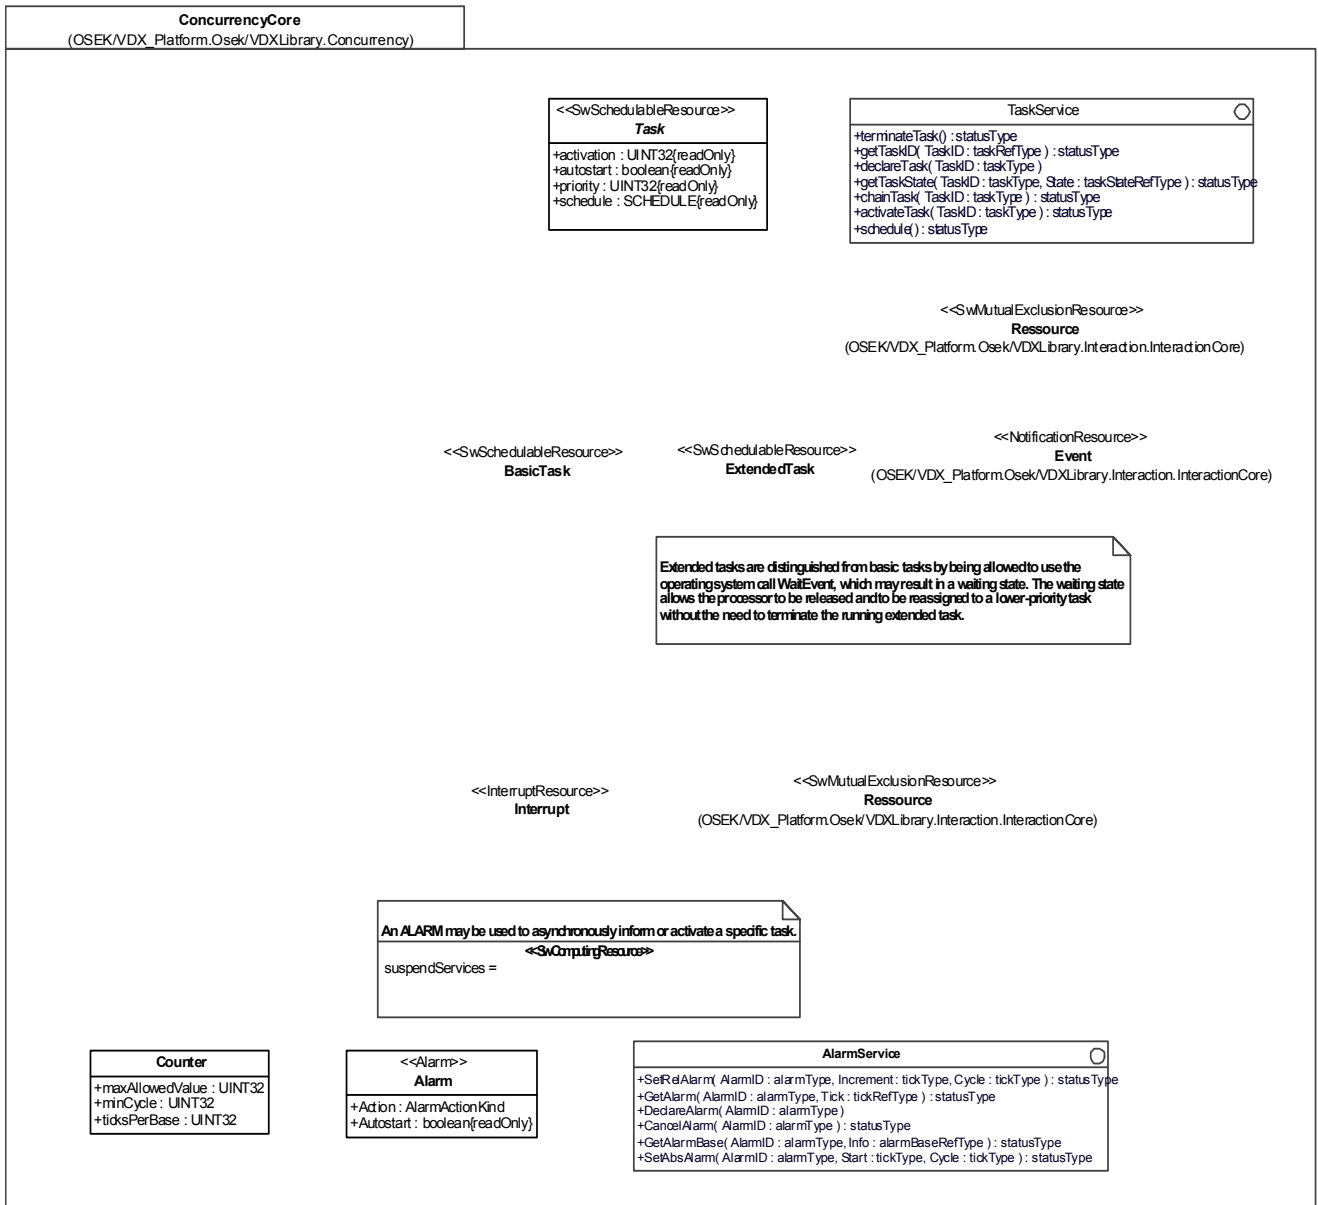 ConcurrencyCore
(OSEK/VDX_Platform.Osek/VDXLibrary.Concurrency)
<<SwSchedulableResource>>
Task
+activation : UINT32{readOnly}
+autostart : boolean{readOnly}
+priority : UINT32{readOnly}
+schedule : SCHEDULE{readOnly}
TaskService
+terminateTask() : statusType
+getTaskID( TaskID : taskRefType ) : statusType
+declareTask( TaskID : taskType )
+getTaskState( TaskID : taskType, State : taskStateRefType ) : statusType
+chainTask( TaskID : taskType ) : statusType
+activateTask( TaskID : taskType ) : statusType
+schedule() : statusType
<<SwMutualExclusionResource>>
Ressource
(OSEK/VDX_Platform.Osek/VDXLibrary.Interaction.InteractionCore)
<<SwSchedulableResource>>
BasicTask
<<SwSchedulableResource>>
ExtendedTask
<<NotificationResource>>
Event
(OSEK/VDX_Platform.Osek/VDXLibrary.Interaction.InteractionCore)
Extended tasks are distinguished from basic tasks by being allowed to use the
operating system call WaitEvent, which may result in a waiting state. The waiting state
allows the processor to be released and to be reassigned to a lower-priority task
without the need to terminate the running extended task.
<<InterruptResource>>
Interrupt
<<SwMutualExclusionResource>>
Ressource
(OSEK/VDX_Platform.Osek/VDXLibrary.Interaction.InteractionCore)
An ALARM may be used to asynchronously inform or activate a specific task.
<<SwComputingResource>>
suspendServices =
Counter
+maxAllowedValue : UINT32
+minCycle : UINT32
+ticksPerBase : UINT32
<<Alarm>>
Alarm
+Action : AlarmActionKind
+Autostart : boolean{readOnly}
AlarmService
+SetRelAlarm( AlarmID : alarmType, Increment : tickType, Cycle : tickType ) : statusType
+GetAlarm( AlarmID : alarmType, Tick : tickRefType ) : statusType
+DeclareAlarm( AlarmID : alarmType )
+CancelAlarm( AlarmID : alarmType ) : statusType
+GetAlarmBase( AlarmID : alarmType, Info : alarmBaseRefType ) : statusType
+SetAbsAlarm( AlarmID : alarmType, Start : tickType, Cycle : tickType ) : statusType